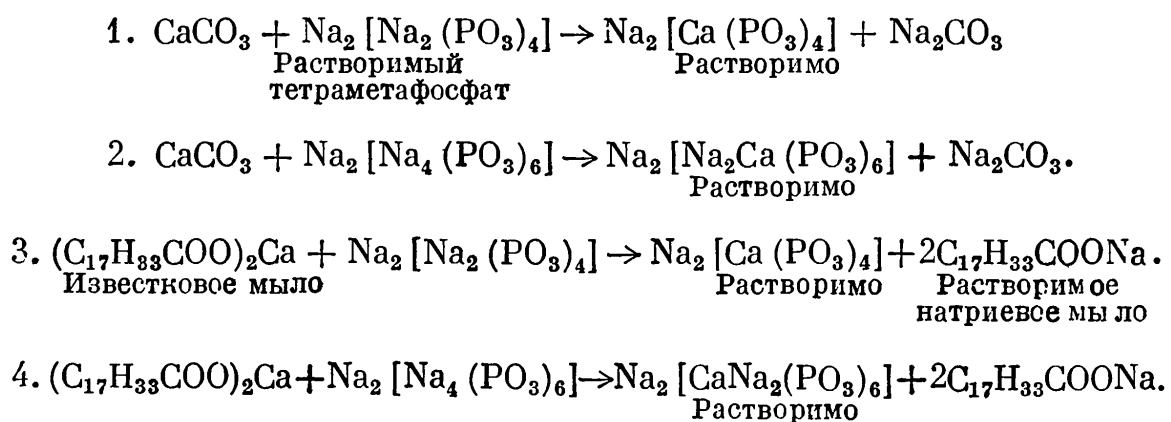 1. CaCO₃ + Na₂ [Na₂ (PO₃)₄] → Na₂ [Ca (PO₃)₄] + Na₂CO₃
Растворимый Растворимо
тетраметафосфат
2. CaCO₃ + Na₂ [Na₄ (PO₃)₆] → Na₂ [Na₂Ca (PO₃)₆] + Na₂CO₃.
Растворимо
3. (C₁₇H₃₃COO)₂Ca + Na₂ [Na₂ (PO₃)₄] → Na₂ [Ca (PO₃)₄]+2C₁₇H₃₃COONa.
Известковое мыло Растворимо Растворимое
натриевое мыло
4. (C₁₇H₃₃COO)₂Ca+Na₂ [Na₄ (PO₃)₆]→Na₂ [CaNa₂(PO₃)₆]+2C₁₇H₃₃COONa.
Растворимо